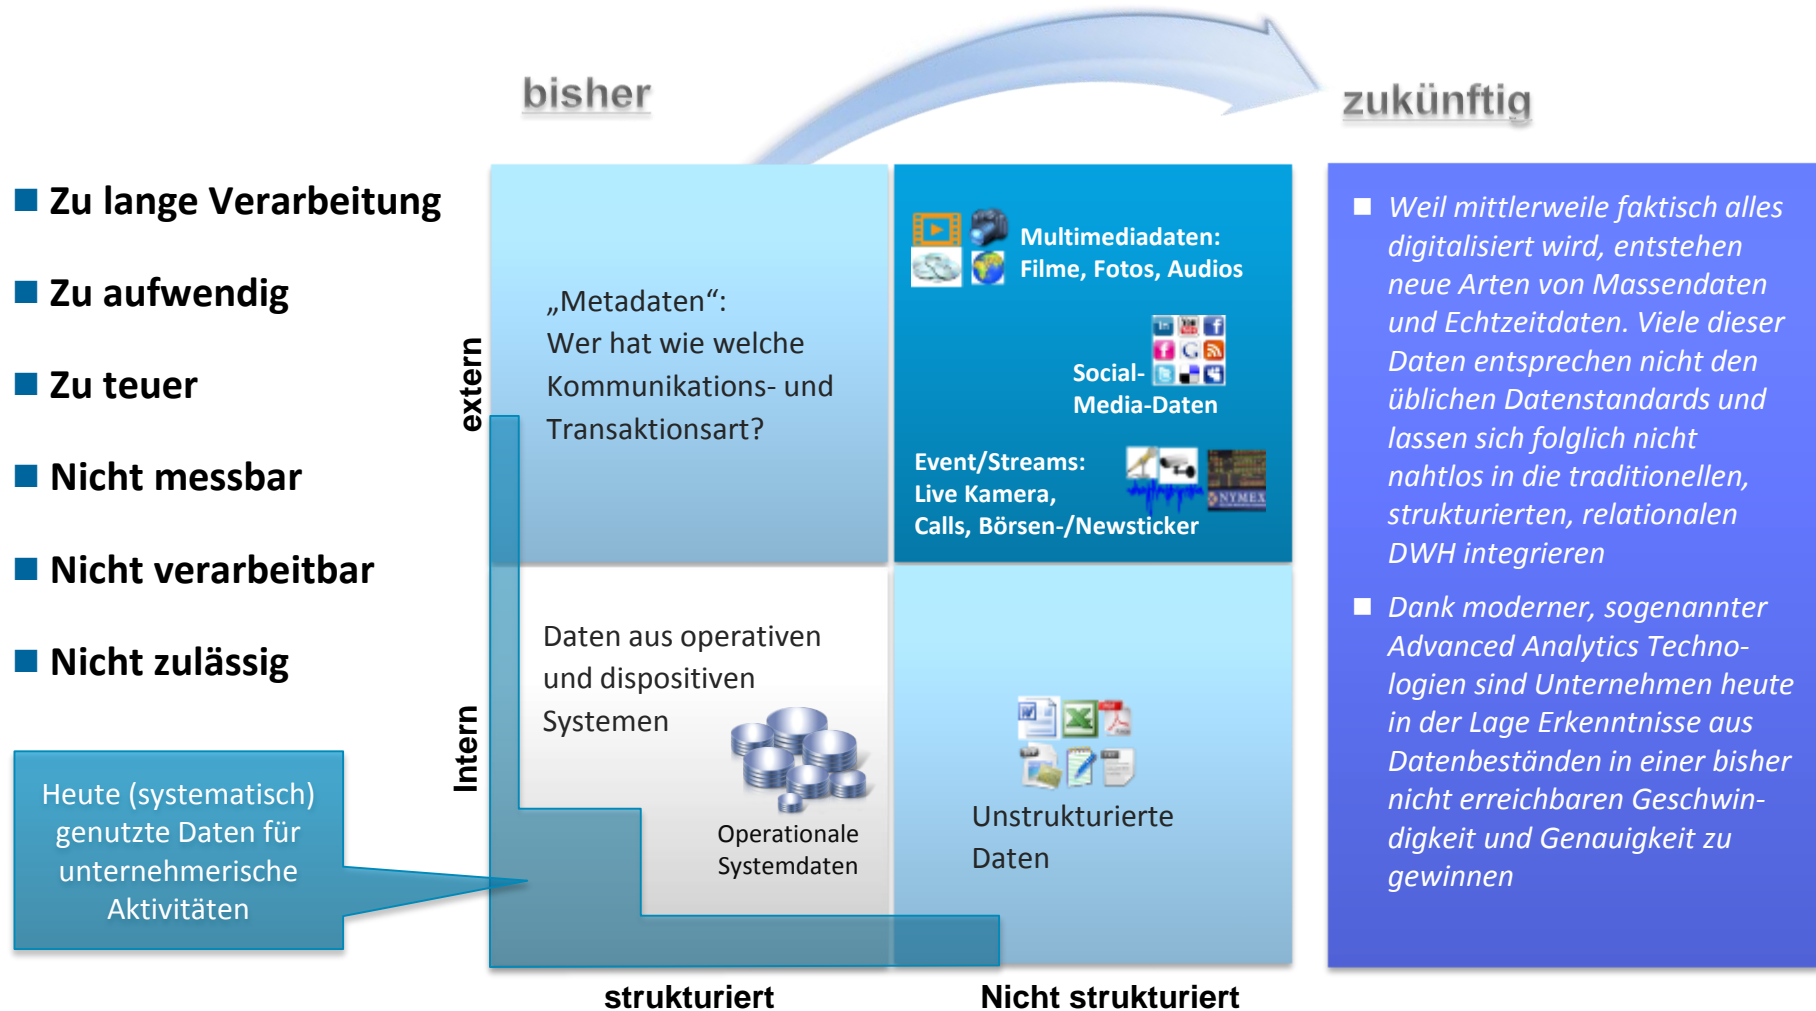 bisher
zukünftig
Zu lange Verarbeitung
Zu aufwendig
Zu teuer
Nicht messbar
Nicht verarbeitbar
Nicht zulässig
Heute (systematisch)
genutzte Daten für
unternehmerische
Aktivitäten
extern
Intern
„Metadaten“:
Wer hat wie welche
Kommunikations- und
Transaktionsart?
Multimediadaten:
Filme, Fotos, Audios
Social-
Media-Daten
Event/Streams:
Live Kamera,
Calls, Börsen-/Newsticker
NYMEX
Daten aus operativen
und dispositiven
Systemen
Operationale
Systemdaten
Unstrukturierte
Daten
strukturiert
Nicht strukturiert
Weil mittlerweile faktisch alles
digitalisiert wird, entstehen
neue Arten von Massendaten
und Echtzeitdaten. Viele dieser
Daten entsprechen nicht den
üblichen Datenstandards und
lassen sich folglich nicht
nahtlos in die traditionellen,
strukturierten, relationalen
DWH integrieren
Dank moderner, sogenannter
Advanced Analytics Techno-
logien sind Unternehmen heute
in der Lage Erkenntnisse aus
Datenbeständen in einer bisher
nicht erreichbaren Geschwin-
digkeit und Genauigkeit zu
gewinnen